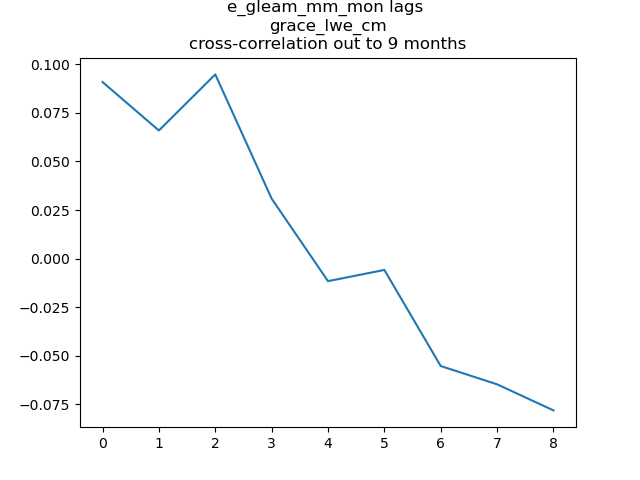 e_gleam_mm_mon lags
grace_lwe_cm
cross-correlation out to 9 months
0.100
0.075
0.050
0.025
0.000
−0.025
−0.050
−0.075
0 1 2 3 4 5 6 7 8